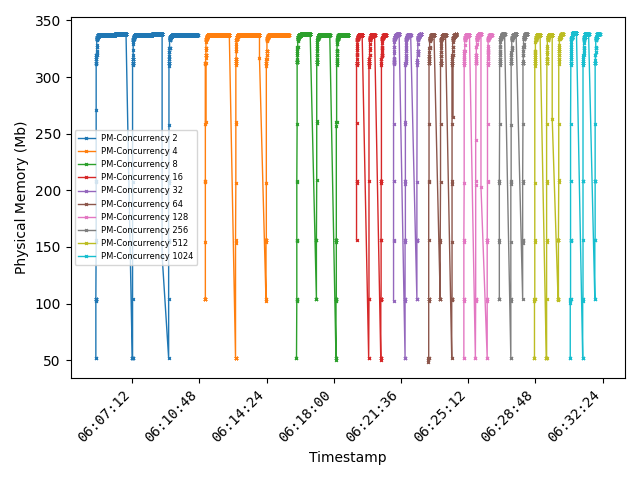 350
300
250
200
150
100
50
Physical Memory (Mb)
PM-Concurrency 2
PM-Concurrency 4
PM-Concurrency 8
PM-Concurrency 16
PM-Concurrency 32
PM-Concurrency 64
PM-Concurrency 128
PM-Concurrency 256
PM-Concurrency 512
PM-Concurrency 1024
06:07:12
06:10:48
06:14:24
06:18:00
06:21:36
06:25:12
06:28:48
06:32:24
Timestamp